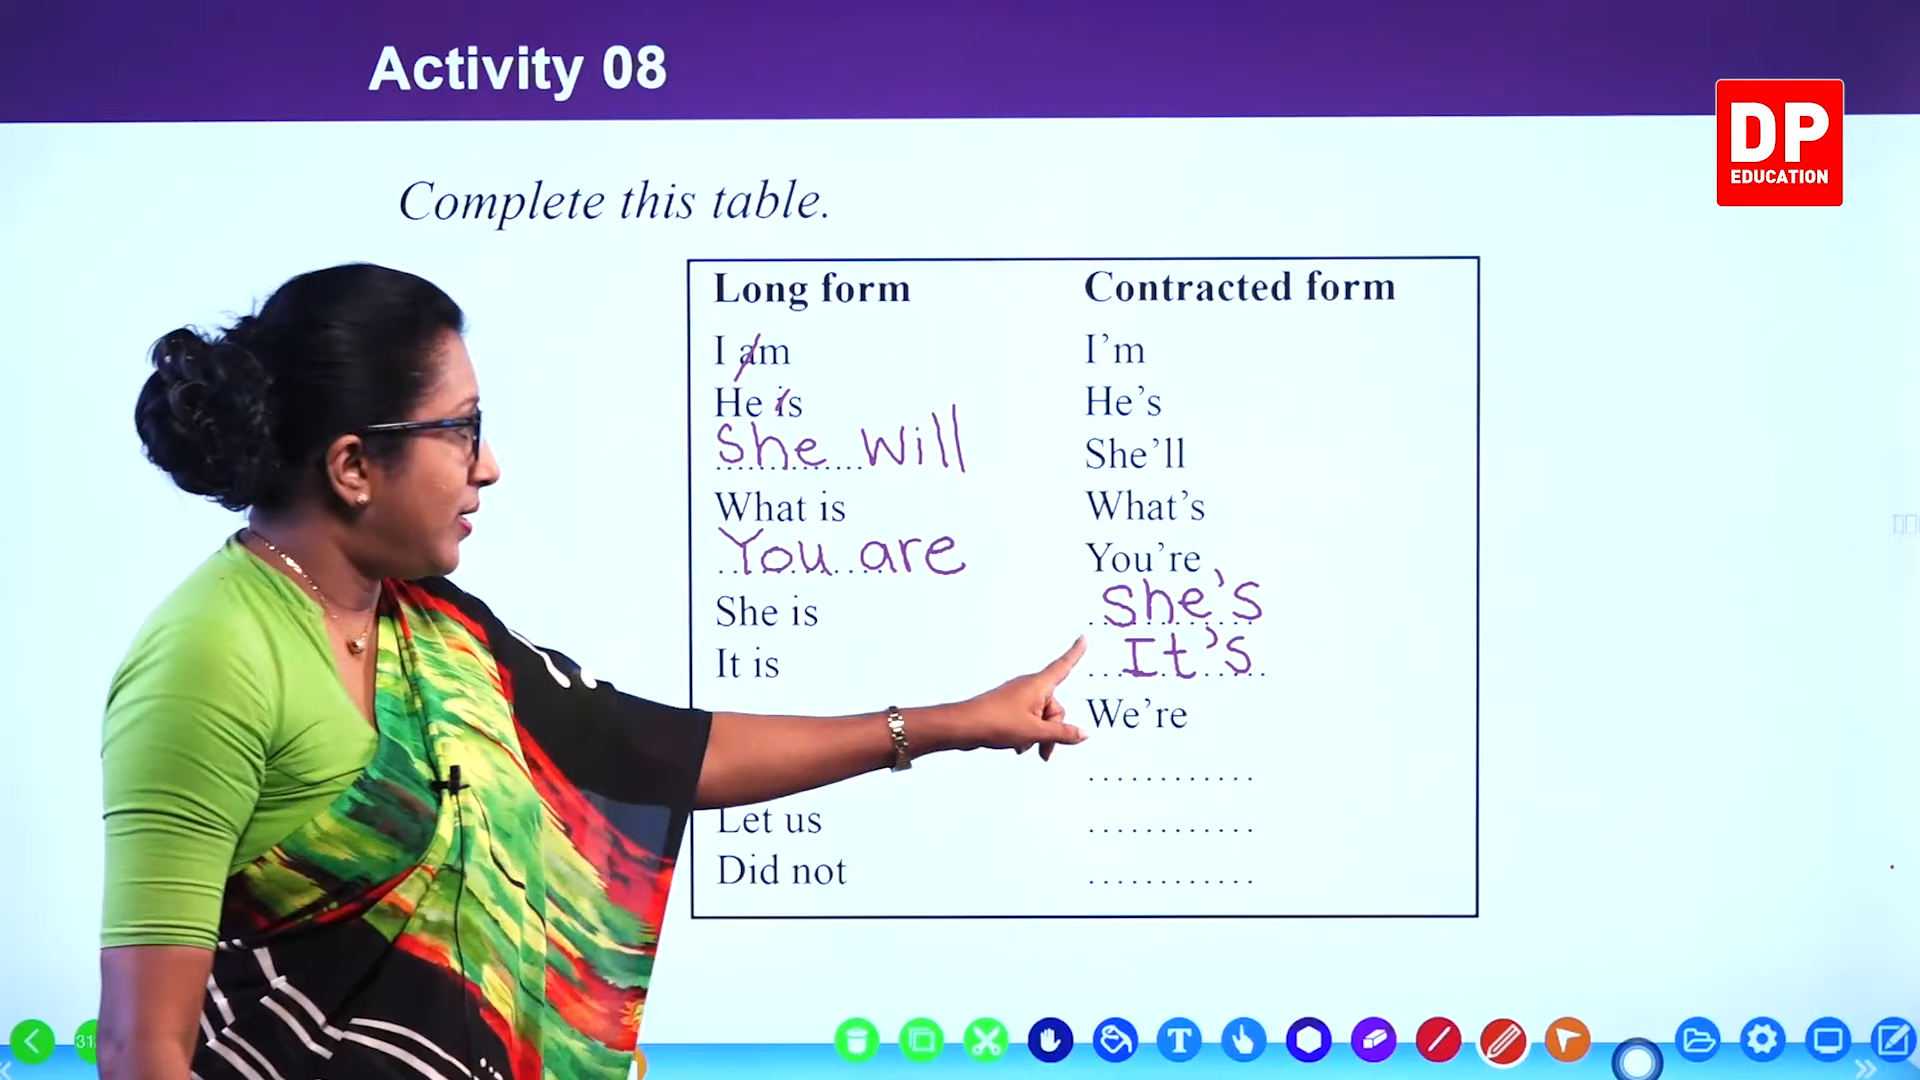 Activity 08
DP
EDUCATION
Complete this table.
Long form Contracted form
I am I'm
He is He's
She will She'll
What is What's
You are You're
She is She's
It is It's
We're
............
Let us ............
Did not ............
31
T